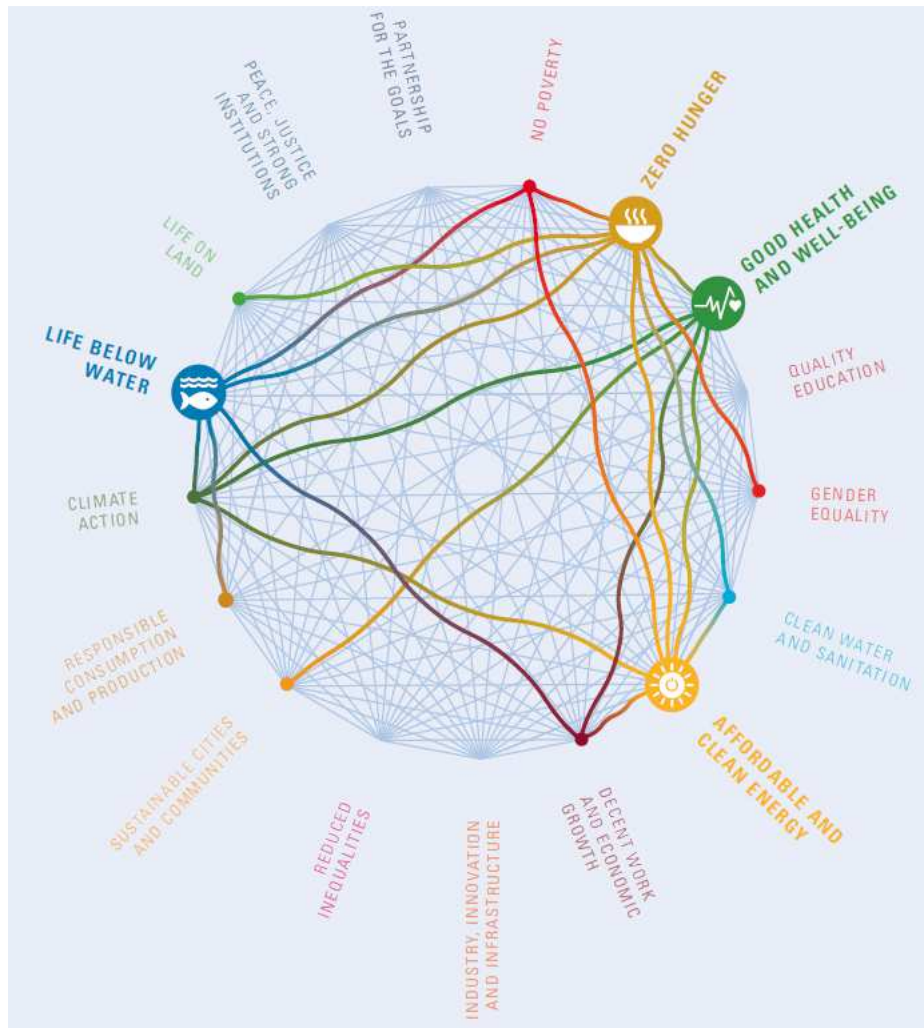 PARTNERSHIP
FOR THE GOALS
NO POVERTY
ZERO HUNGER
GOOD HEALTH
AND WELL-BEING
QUALITY
EDUCATION
GENDER
EQUALITY
CLEAN WATER
AND SANITATION
AFFORDABLE AND
CLEAN ENERGY
DECENT WORK
AND ECONOMIC
GROWTH
INDUSTRY, INNOVATION
AND INFRASTRUCTURE
REDUCED
INEQUALITIES
SUSTAINABLE CITIES
AND COMMUNITIES
RESPONSIBLE
CONSUMPTION
AND PRODUCTION
CLIMATE
ACTION
LIFE BELOW
WATER
LIFE ON
LAND
PEACE, JUSTICE
AND STRONG
INSTITUTIONS